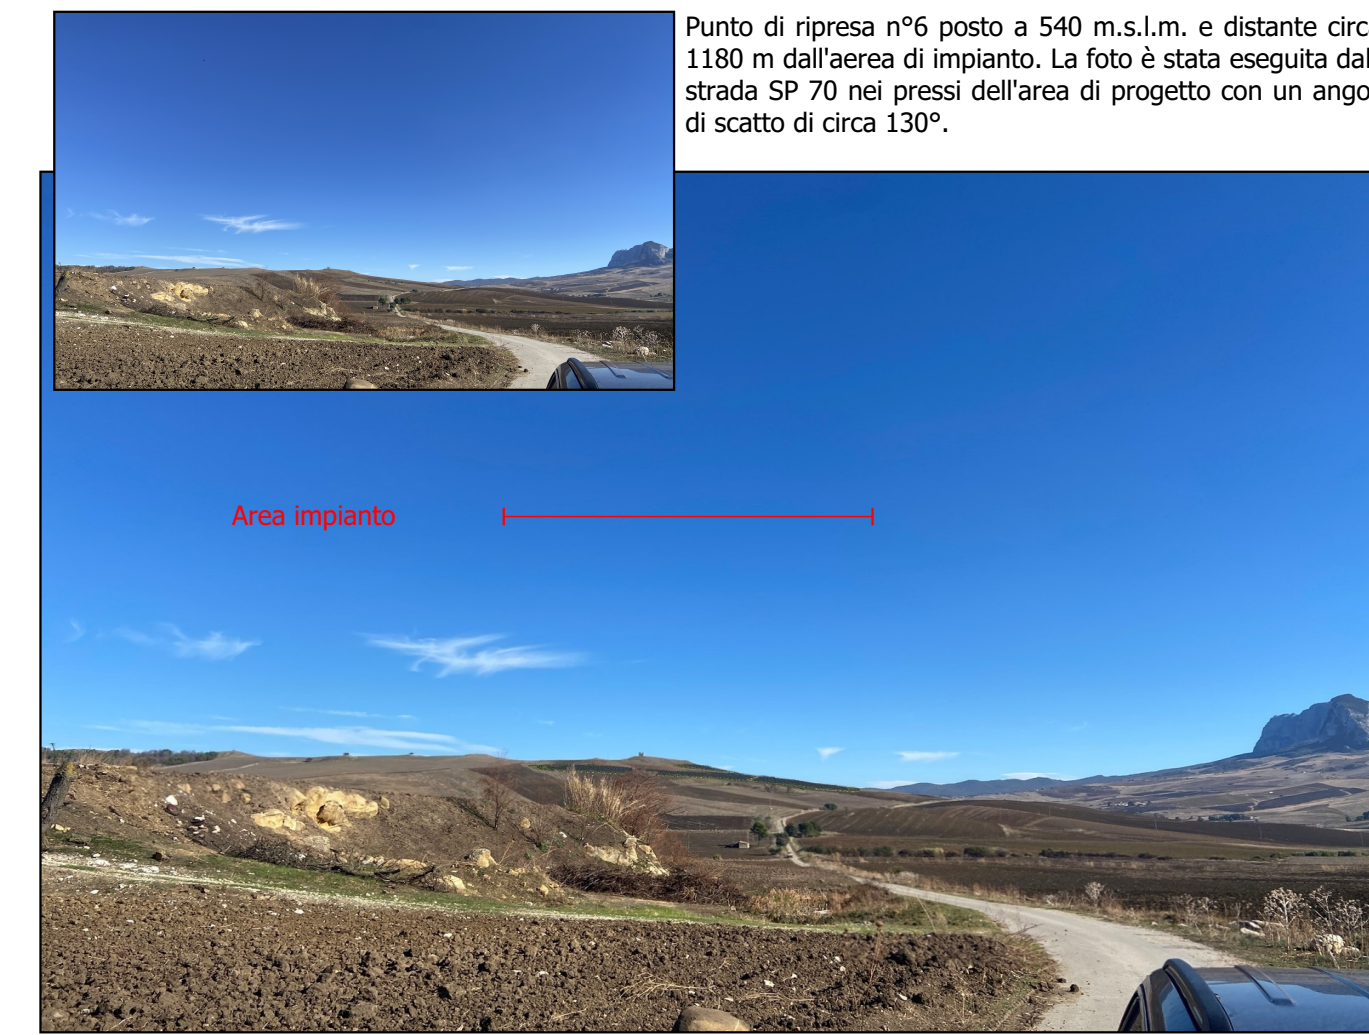 Punto di ripresa n°6 posto a 540 m.s.l.m. e distante circa
1180 m dall'aerea di impianto. La foto è stata eseguita dal
strada SP 70 nei pressi dell'area di progetto con un ango
di scatto di circa 130°.
Area impianto